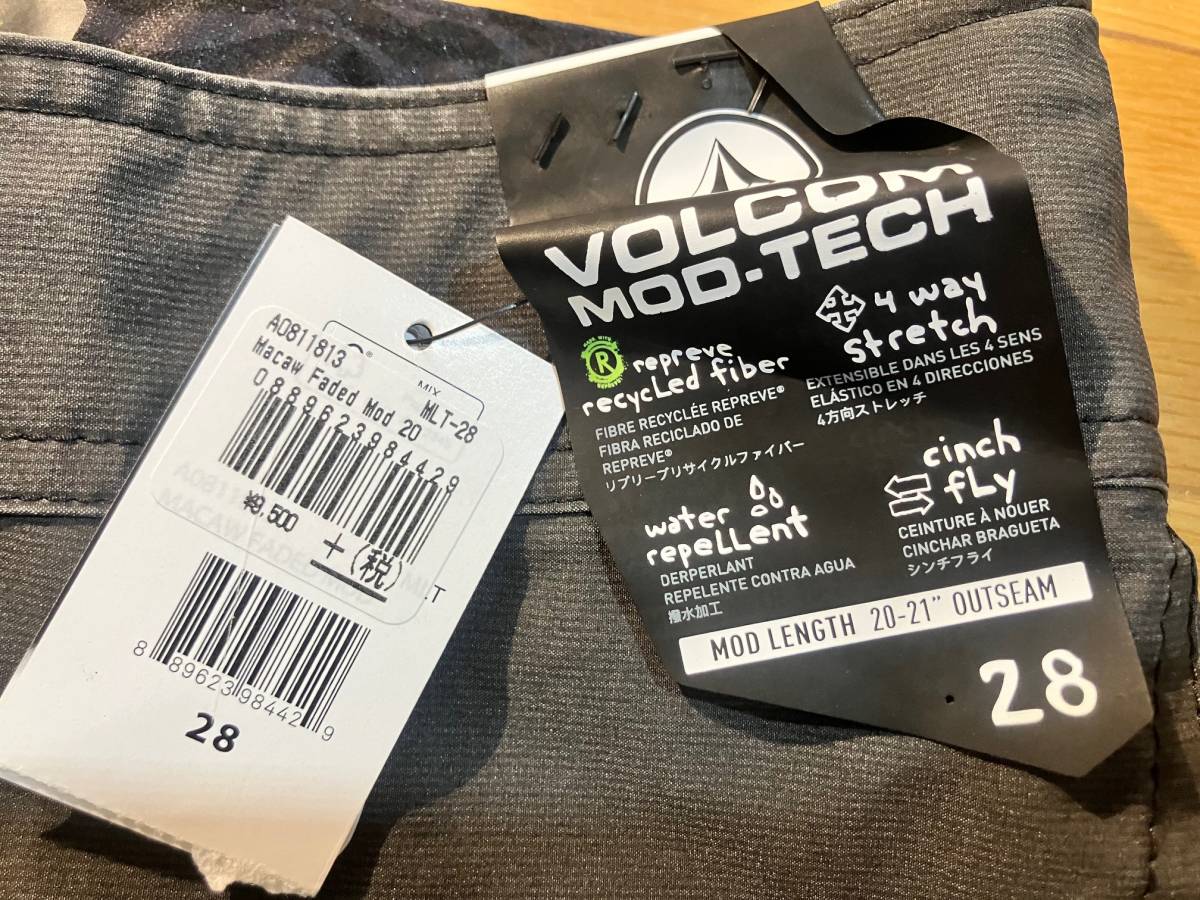 A0811813
MIX
MLT-28
Macaw Faded Mod 20
0889623984429
¥8,500
+(税)
8 89623 98442 9
28
VOLCOM
MOD-TECH
R
repreve
recycled fiber
FIBRE RECYCLÉE REPREVE®
FIBRA RECICLADO DE
REPREVE®
リプリーブリサイクルファイバー
4 way
stretch
EXTENSIBLE DANS LES 4 SENS
ELÁSTICO EN 4 DIRECCIONES
4方向ストレッチ
water
repellent
DERPERLANT
REPELENTE CONTRA AGUA
撥水加工
cinch
fly
CEINTURE À NOUER
CINCHAR BRAGUETA
シンチフライ
MOD LENGTH 20-21" OUTSEAM
28